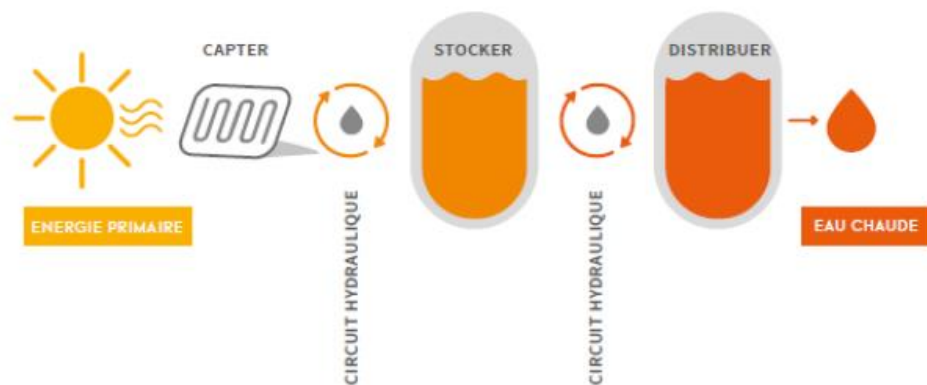 CAPTER
STOCKER
DISTRIBUER
ENERGIE PRIMAIRE
CIRCUIT HYDRAULIQUE
CIRCUIT HYDRAULIQUE
EAU CHAUDE